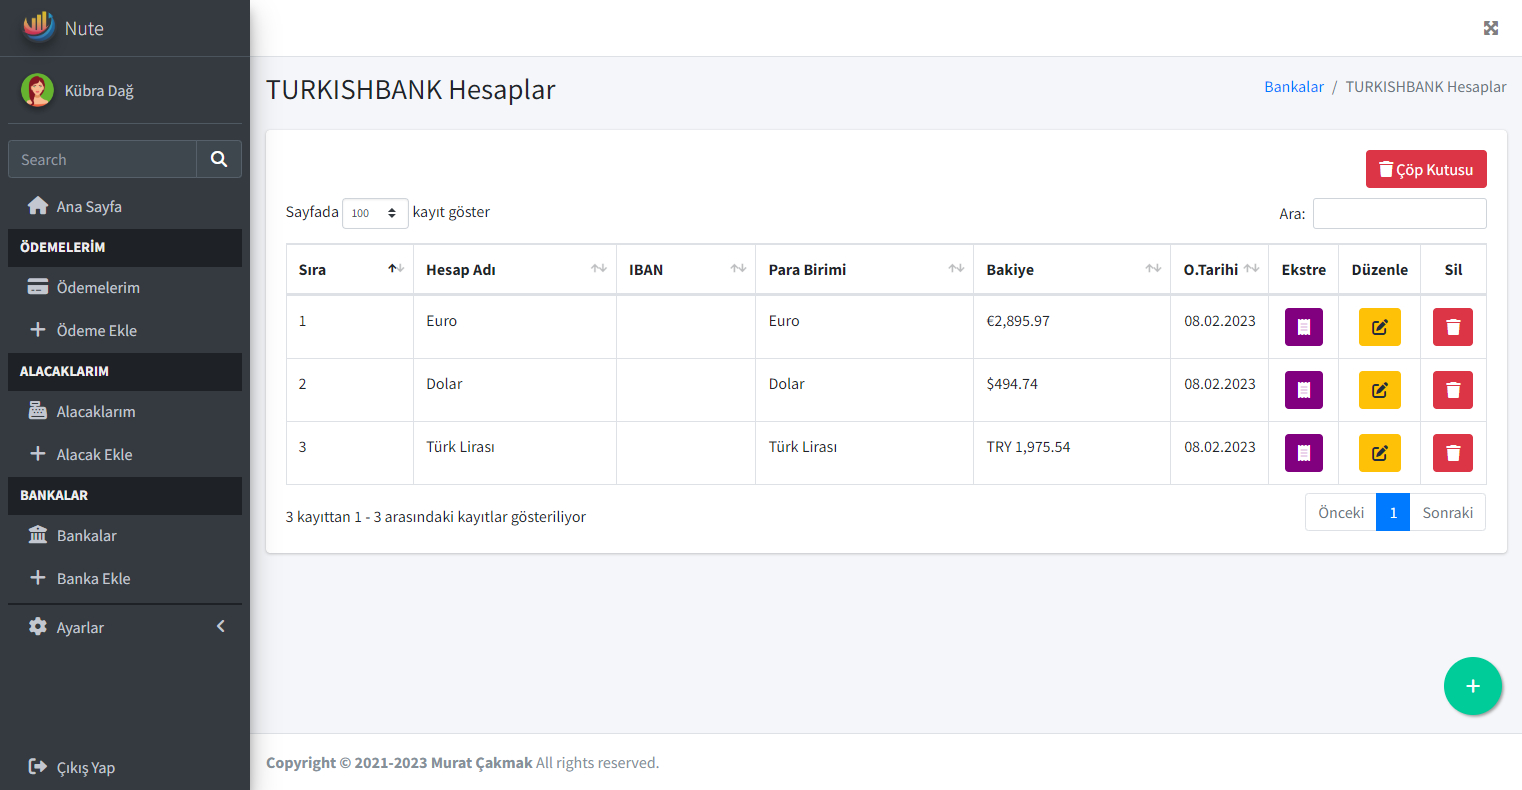 Nute
Kübra Dağ
Search
Ana Sayfa
ÖDEMELERİM
Ödemelerim
Ödeme Ekle
ALACAKLARIM
Alacaklarım
Alacak Ekle
BANKALAR
Bankalar
Banka Ekle
Ayarlar
Çıkış Yap
TURKISHBANK Hesaplar
Bankalar / TURKISHBANK Hesaplar
Çöp Kutusu
Sayfada 100 kayıt göster
Ara:
Sıra Hesap Adı IBAN Para Birimi Bakiye O.Tarihi Ekstre Düzenle Sil
1 Euro Euro €2,895.97 08.02.2023
2 Dolar Dolar $494.74 08.02.2023
3 Türk Lirası Türk Lirası TRY 1,975.54 08.02.2023
3 kayıttan 1 - 3 arasındaki kayıtlar gösteriliyor
Önceki 1 Sonraki
Copyright © 2021-2023 Murat Çakmak All rights reserved.